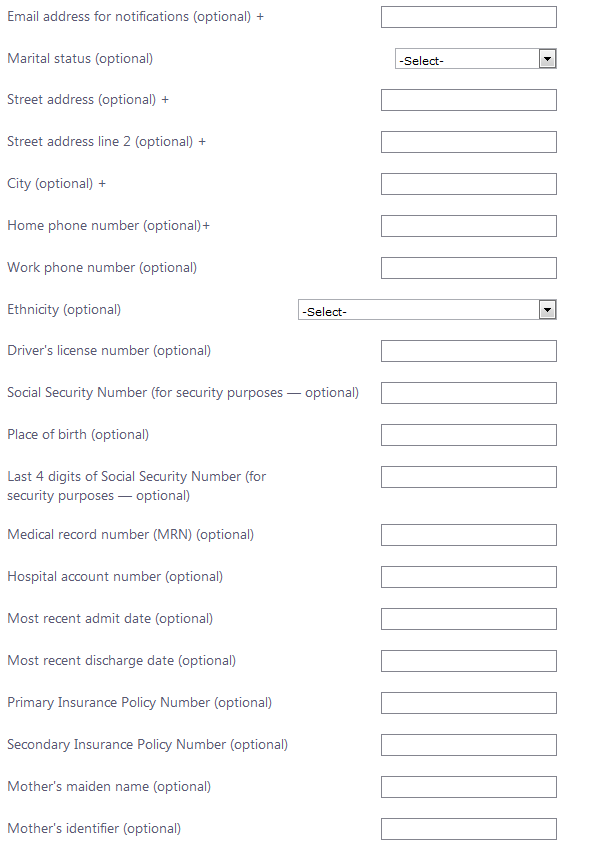 Email address for notifications (optional) +
Marital status (optional) -Select-
Street address (optional) +
Street address line 2 (optional) +
City (optional) +
Home phone number (optional)+
Work phone number (optional)
Ethnicity (optional) -Select-
Driver's license number (optional)
Social Security Number (for security purposes — optional)
Place of birth (optional)
Last 4 digits of Social Security Number (for
security purposes — optional)
Medical record number (MRN) (optional)
Hospital account number (optional)
Most recent admit date (optional)
Most recent discharge date (optional)
Primary Insurance Policy Number (optional)
Secondary Insurance Policy Number (optional)
Mother's maiden name (optional)
Mother's identifier (optional)